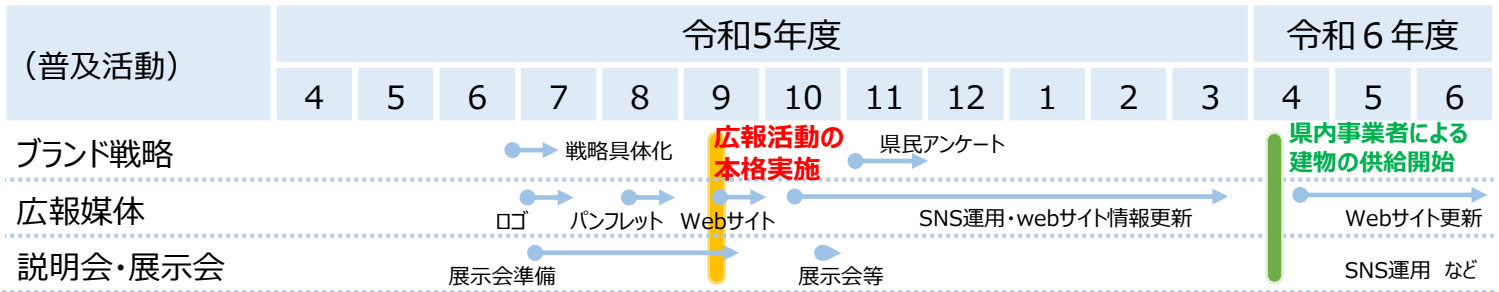 (普及活動)
令和5年度
令和６年度
4 5 6 7 8 9 10 11 12 1 2 3 4 5 6
ブランド戦略
戦略具体化
広報活動の
本格実施
県民アンケート
県内事業者による
建物の供給開始
広報媒体
ロゴ
パンフレット
Webサイト
SNS運用・webサイト情報更新
Webサイト更新
説明会・展示会
展示会準備
展示会等
SNS運用 など